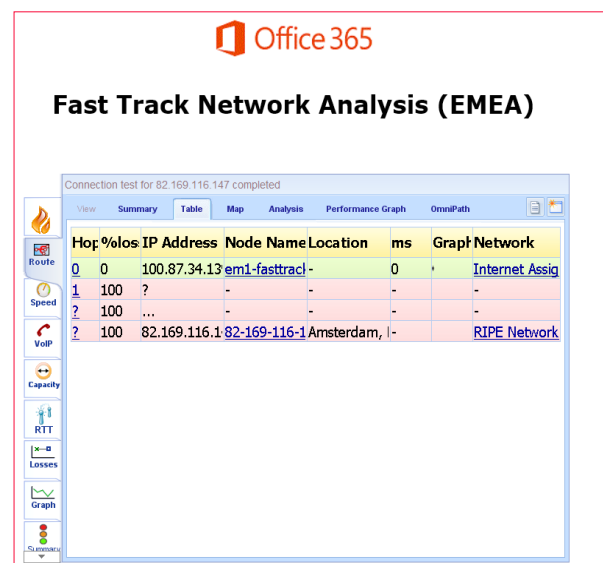 Office 365
Fast Track Network Analysis (EMEA)
Connection test for 82.169.116.147 completed
View Summary Table Map Analysis Performance Graph OmniPath
Hop %los IP Address Node Name Location ms Graph Network
0 0 100.87.34.13 em1-fasttrack - 0 Internet Assig
1 100 ? - - - -
? 100 ... - - - -
? 100 82.169.116.1 82-169-116-1 Amsterdam, - RIPE Network
Route
Speed
VoIP
Capacity
RTT
Losses
Graph
Summary